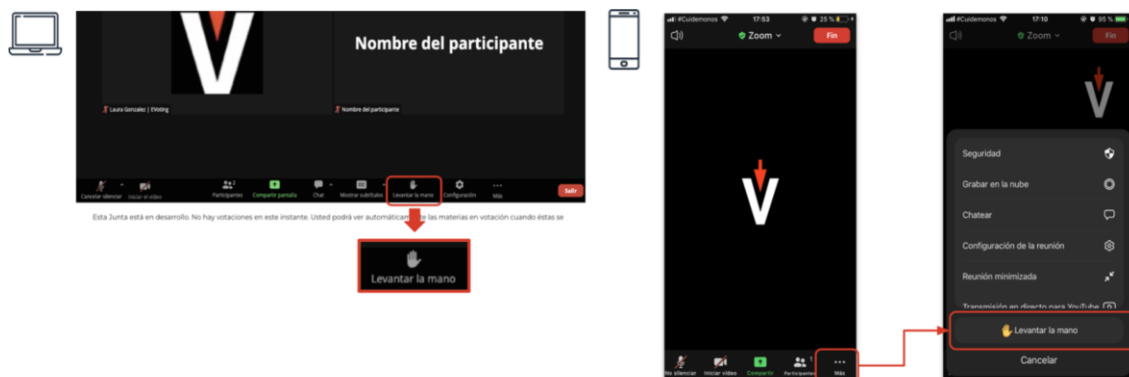 Nombre del participante
V
Laura Gonzalez | EVoting
Nombre del participante
2
Cancelar silenciar
Iniciar el video
Participantes
Compartir pantalla
Chat
Mostrar subtítulos
Levantar la mano
Configuración
Más
Salir
Esta Junta está en desarrollo. No hay votaciones en este instante. Usted podrá ver automáticamente las materias en votación cuando éstas se
Levantar la mano
#Cuidemonos
17:53
25 %
Zoom
Fin
V
No silenciar
Iniciar video
Compartir
Participantes
1
Más
#Cuidemonos
17:10
95 %
Zoom
Fin
V
Seguridad
Grabar en la nube
Chatear
Configuración de la reunión
Reunión minimizada
Transmisión en directo para YouTube
Levantar la mano
Cancelar